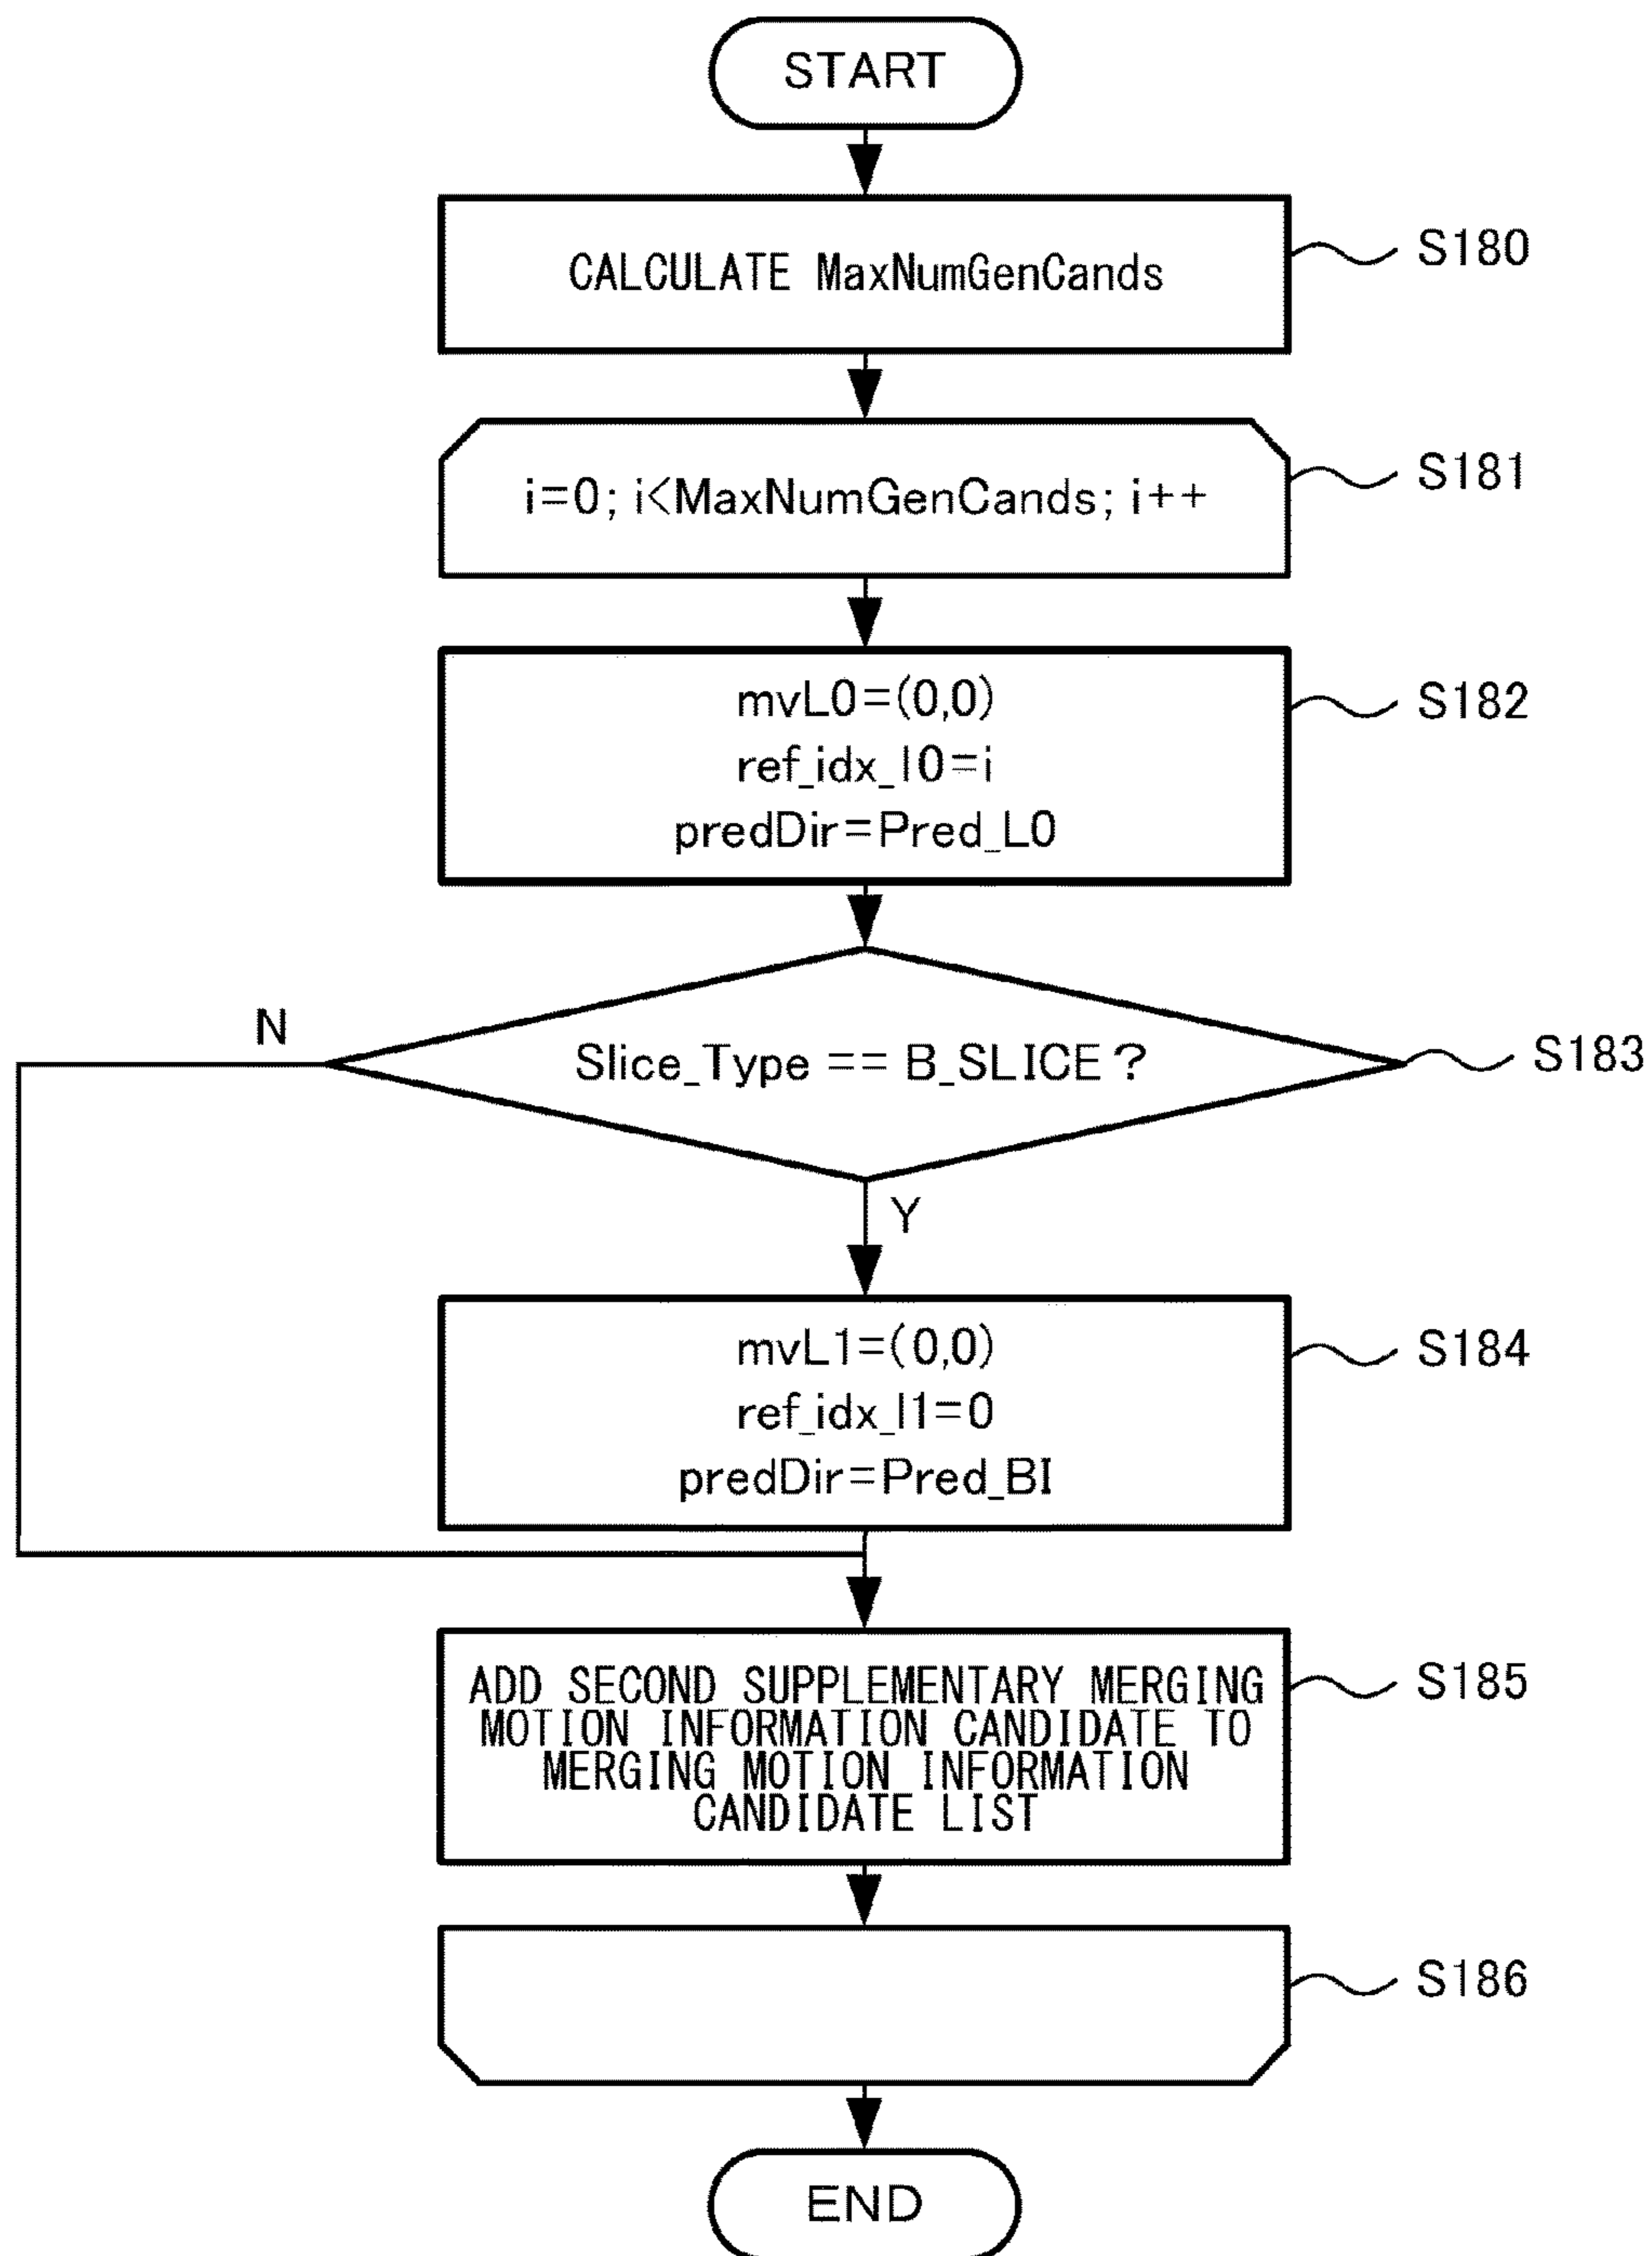 START
CALCULATE MaxNumGenCands
S180
i=0; i<MaxNumGenCands; i++
S181
mvL0=(0,0)
ref_idx_l0=i
predDir=Pred_L0
S182
N
Slice_Type == B_SLICE ?
S183
Y
mvL1=(0,0)
ref_idx_l1=0
predDir=Pred_BI
S184
ADD SECOND SUPPLEMENTARY MERGING
MOTION INFORMATION CANDIDATE TO
MERGING MOTION INFORMATION
CANDIDATE LIST
S185
S186
END